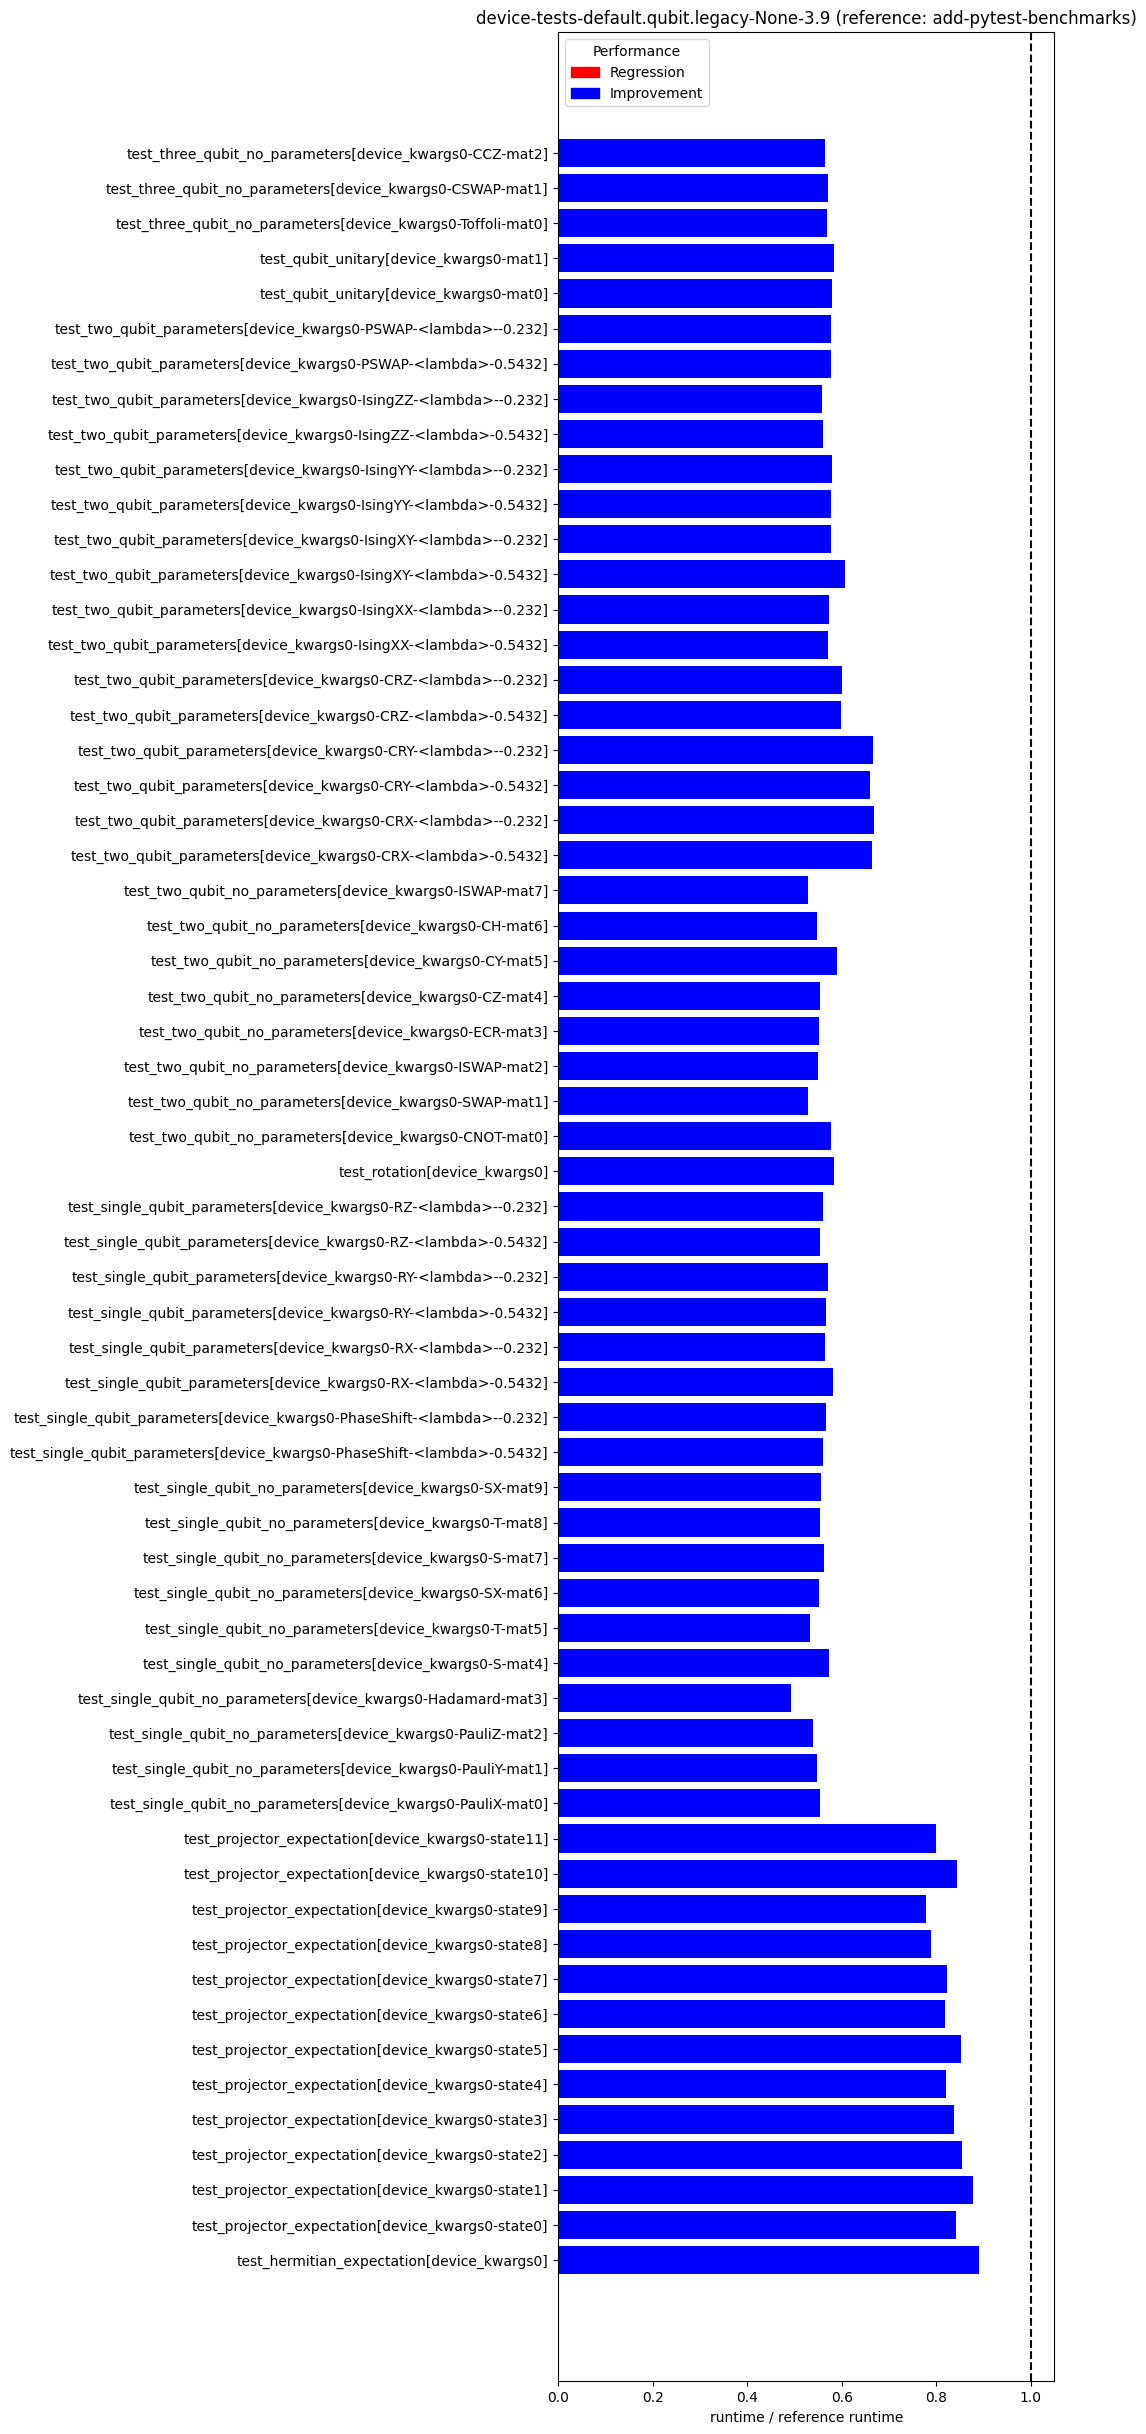 device-tests-default.qubit.legacy-None-3.9 (reference: add-pytest-benchmarks)
Performance
Regression
Improvement
test_three_qubit_no_parameters[device_kwargs0-CCZ-mat2]
test_three_qubit_no_parameters[device_kwargs0-CSWAP-mat1]
test_three_qubit_no_parameters[device_kwargs0-Toffoli-mat0]
test_qubit_unitary[device_kwargs0-mat1]
test_qubit_unitary[device_kwargs0-mat0]
test_two_qubit_parameters[device_kwargs0-PSWAP-<lambda>--0.232]
test_two_qubit_parameters[device_kwargs0-PSWAP-<lambda>-0.5432]
test_two_qubit_parameters[device_kwargs0-IsingZZ-<lambda>--0.232]
test_two_qubit_parameters[device_kwargs0-IsingZZ-<lambda>-0.5432]
test_two_qubit_parameters[device_kwargs0-IsingYY-<lambda>--0.232]
test_two_qubit_parameters[device_kwargs0-IsingYY-<lambda>-0.5432]
test_two_qubit_parameters[device_kwargs0-IsingXY-<lambda>--0.232]
test_two_qubit_parameters[device_kwargs0-IsingXY-<lambda>-0.5432]
test_two_qubit_parameters[device_kwargs0-IsingXX-<lambda>--0.232]
test_two_qubit_parameters[device_kwargs0-IsingXX-<lambda>-0.5432]
test_two_qubit_parameters[device_kwargs0-CRZ-<lambda>--0.232]
test_two_qubit_parameters[device_kwargs0-CRZ-<lambda>-0.5432]
test_two_qubit_parameters[device_kwargs0-CRY-<lambda>--0.232]
test_two_qubit_parameters[device_kwargs0-CRY-<lambda>-0.5432]
test_two_qubit_parameters[device_kwargs0-CRX-<lambda>--0.232]
test_two_qubit_parameters[device_kwargs0-CRX-<lambda>-0.5432]
test_two_qubit_no_parameters[device_kwargs0-ISWAP-mat7]
test_two_qubit_no_parameters[device_kwargs0-CH-mat6]
test_two_qubit_no_parameters[device_kwargs0-CY-mat5]
test_two_qubit_no_parameters[device_kwargs0-CZ-mat4]
test_two_qubit_no_parameters[device_kwargs0-ECR-mat3]
test_two_qubit_no_parameters[device_kwargs0-ISWAP-mat2]
test_two_qubit_no_parameters[device_kwargs0-SWAP-mat1]
test_two_qubit_no_parameters[device_kwargs0-CNOT-mat0]
test_rotation[device_kwargs0]
test_single_qubit_parameters[device_kwargs0-RZ-<lambda>--0.232]
test_single_qubit_parameters[device_kwargs0-RZ-<lambda>-0.5432]
test_single_qubit_parameters[device_kwargs0-RY-<lambda>--0.232]
test_single_qubit_parameters[device_kwargs0-RY-<lambda>-0.5432]
test_single_qubit_parameters[device_kwargs0-RX-<lambda>--0.232]
test_single_qubit_parameters[device_kwargs0-RX-<lambda>-0.5432]
test_single_qubit_parameters[device_kwargs0-PhaseShift-<lambda>--0.232]
test_single_qubit_parameters[device_kwargs0-PhaseShift-<lambda>-0.5432]
test_single_qubit_no_parameters[device_kwargs0-SX-mat9]
test_single_qubit_no_parameters[device_kwargs0-T-mat8]
test_single_qubit_no_parameters[device_kwargs0-S-mat7]
test_single_qubit_no_parameters[device_kwargs0-SX-mat6]
test_single_qubit_no_parameters[device_kwargs0-T-mat5]
test_single_qubit_no_parameters[device_kwargs0-S-mat4]
test_single_qubit_no_parameters[device_kwargs0-Hadamard-mat3]
test_single_qubit_no_parameters[device_kwargs0-PauliZ-mat2]
test_single_qubit_no_parameters[device_kwargs0-PauliY-mat1]
test_single_qubit_no_parameters[device_kwargs0-PauliX-mat0]
test_projector_expectation[device_kwargs0-state11]
test_projector_expectation[device_kwargs0-state10]
test_projector_expectation[device_kwargs0-state9]
test_projector_expectation[device_kwargs0-state8]
test_projector_expectation[device_kwargs0-state7]
test_projector_expectation[device_kwargs0-state6]
test_projector_expectation[device_kwargs0-state5]
test_projector_expectation[device_kwargs0-state4]
test_projector_expectation[device_kwargs0-state3]
test_projector_expectation[device_kwargs0-state2]
test_projector_expectation[device_kwargs0-state1]
test_projector_expectation[device_kwargs0-state0]
test_hermitian_expectation[device_kwargs0]
0.0 0.2 0.4 0.6 0.8 1.0
runtime / reference runtime